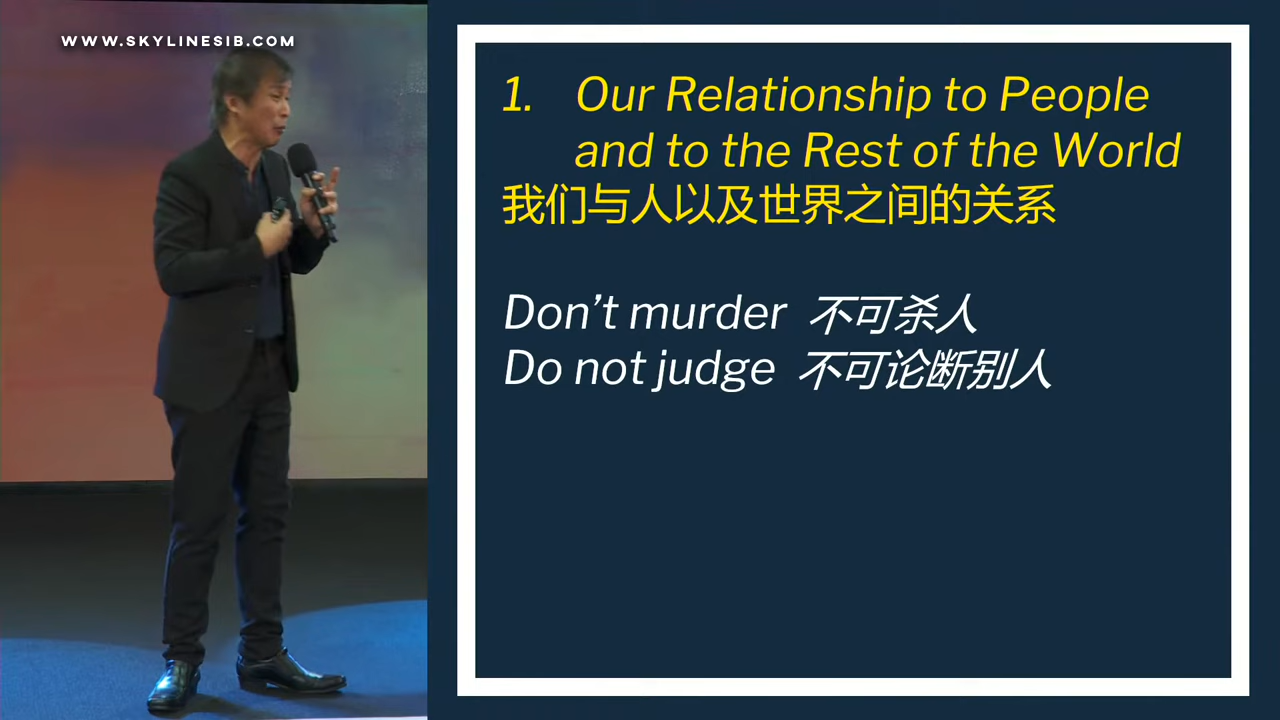 WWW.SKYLINESIB.COM
1. Our Relationship to People
and to the Rest of the World
我们与人以及世界之间的关系
Don’t murder 不可杀人
Do not judge 不可论断别人